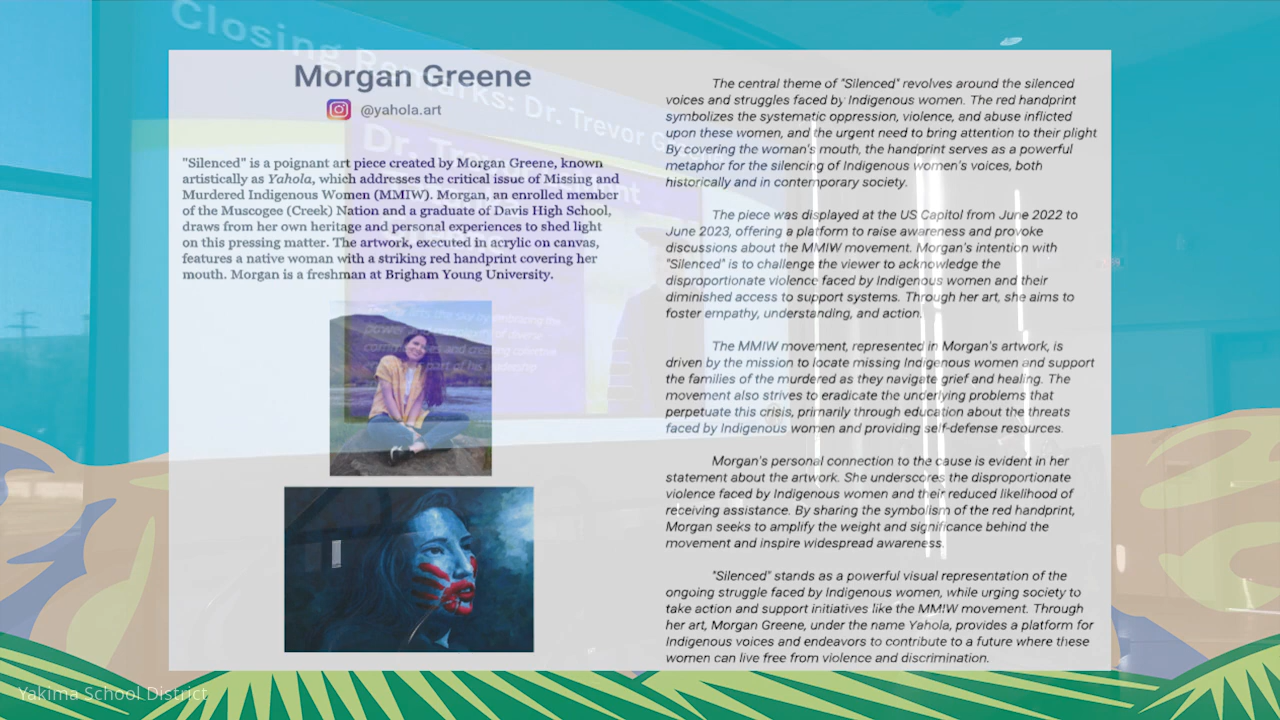 Closing Remarks: Dr. Trevor G
Morgan Greene
@yahola.art
"Silenced" is a poignant art piece created by Morgan Greene, known
artistically as Yahola, which addresses the critical issue of Missing and
Murdered Indigenous Women (MMIW). Morgan, an enrolled member
of the Muscogee (Creek) Nation and a graduate of Davis High School,
draws from her own heritage and personal experiences to shed light
on this pressing matter. The artwork, executed in acrylic on canvas,
features a native woman with a striking red handprint covering her
mouth. Morgan is a freshman at Brigham Young University.
The central theme of "Silenced" revolves around the silenced
voices and struggles faced by Indigenous women. The red handprint
symbolizes the systematic oppression, violence, and abuse inflicted
upon these women, and the urgent need to bring attention to their plight
By covering the woman's mouth, the handprint serves as a powerful
metaphor for the silencing of Indigenous women's voices, both
historically and in contemporary society.
The piece was displayed at the US Capitol from June 2022 to
June 2023, offering a platform to raise awareness and provoke
discussions about the MMIW movement. Morgan's intention with
"Silenced" is to challenge the viewer to acknowledge the
disproportionate violence faced by Indigenous women and their
diminished access to support systems. Through her art, she aims to
foster empathy, understanding, and action.
The MMIW movement, represented in Morgan's artwork, is
driven by the mission to locate missing Indigenous women and support
the families of the murdered as they navigate grief and healing. The
movement also strives to eradicate the underlying problems that
perpetuate this crisis, primarily through education about the threats
faced by Indigenous women and providing self-defense resources.
Morgan's personal connection to the cause is evident in her
statement about the artwork. She underscores the disproportionate
violence faced by Indigenous women and their reduced likelihood of
receiving assistance. By sharing the symbolism of the red handprint,
Morgan seeks to amplify the weight and significance behind the
movement and inspire widespread awareness.
"Silenced" stands as a powerful visual representation of the
ongoing struggle faced by Indigenous women, while urging society to
take action and support initiatives like the MMIW movement. Through
her art, Morgan Greene, under the name Yahola, provides a platform for
Indigenous voices and endeavors to contribute to a future where these
women can live free from violence and discrimination.
Yakima School District